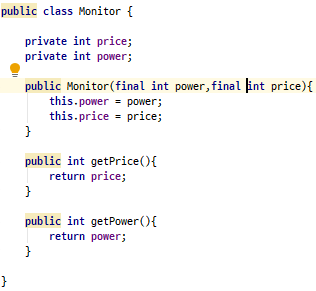 public class Monitor {
private int price;
private int power;
public Monitor(final int power,final int price){
this.power = power;
this.price = price;
}
public int getPrice(){
return price;
}
public int getPower(){
return power;
}
}